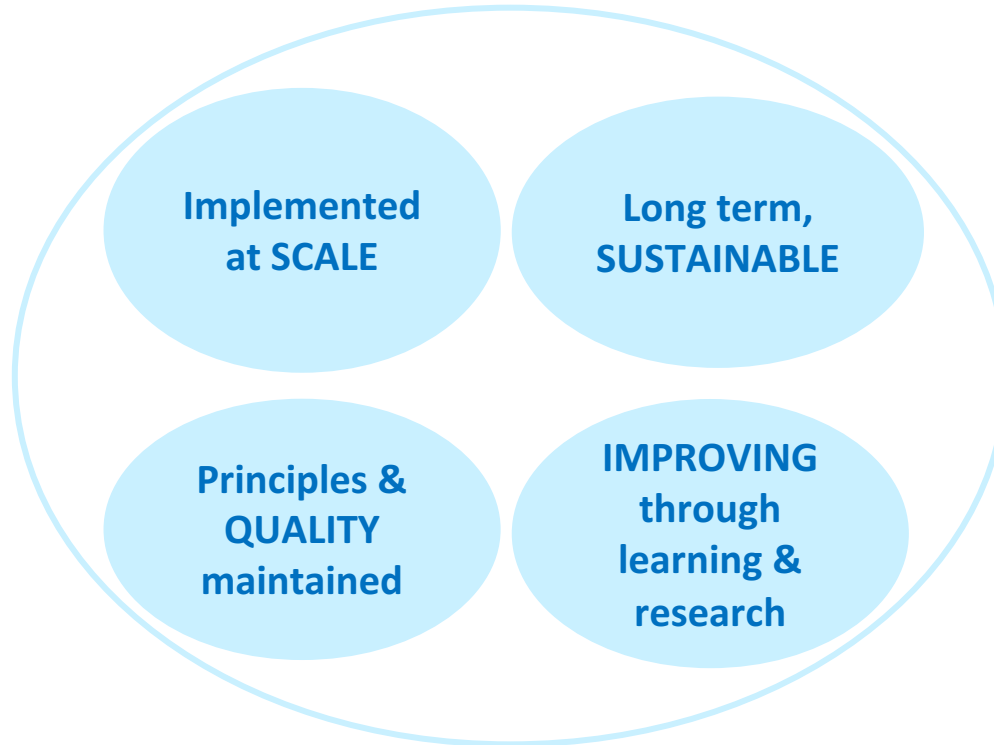 Implemented
at SCALE
Long term,
SUSTAINABLE
Principles &
QUALITY
maintained
IMPROVING
through
learning &
research